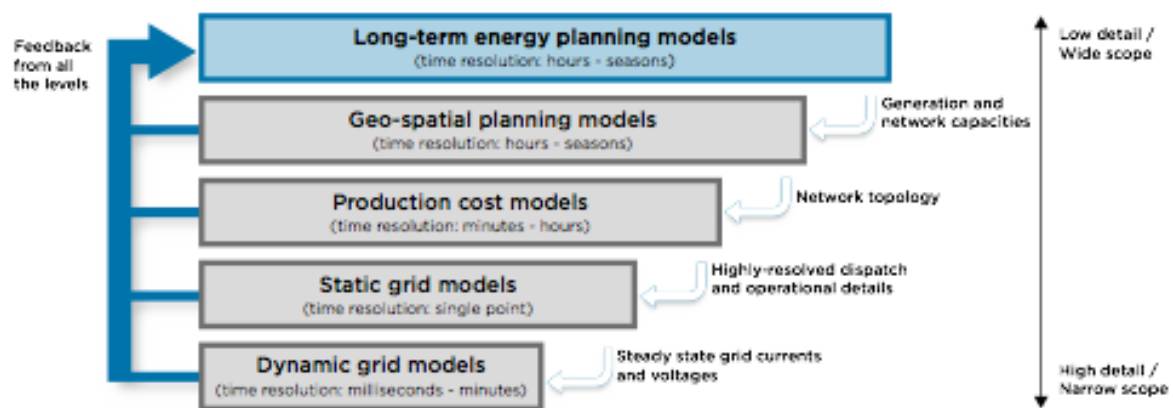 Feedback
from all
the levels
Long-term energy planning models
(time resolution: hours - seasons)
Low detail /
Wide scope
Geo-spatial planning models
(time resolution: hours - seasons)
Generation and
network capacities
Production cost models
(time resolution: minutes - hours)
Network topology
Static grid models
(time resolution: single point)
Highly-resolved dispatch
and operational details
Dynamic grid models
(time resolution: milliseconds - minutes)
Steady state grid currents
and voltages
High detail /
Narrow scope